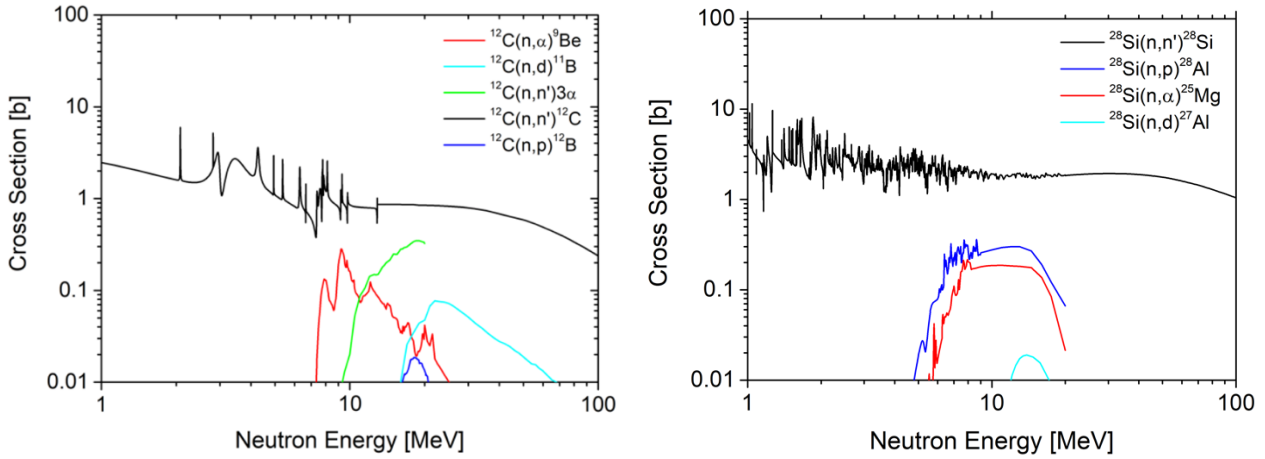 100
10
1
0.1
0.01
Cross Section [b]
¹²C(n,α)⁹Be
¹²C(n,d)¹¹B
¹²C(n,n')3α
¹²C(n,n')¹²C
¹²C(n,p)¹²B
1 10 100
Neutron Energy [MeV]
100
10
1
0.1
0.01
Cross Section [b]
²⁸Si(n,n')²⁸Si
²⁸Si(n,p)²⁸Al
²⁸Si(n,α)²⁵Mg
²⁸Si(n,d)²⁷Al
1 10 100
Neutron Energy [MeV]